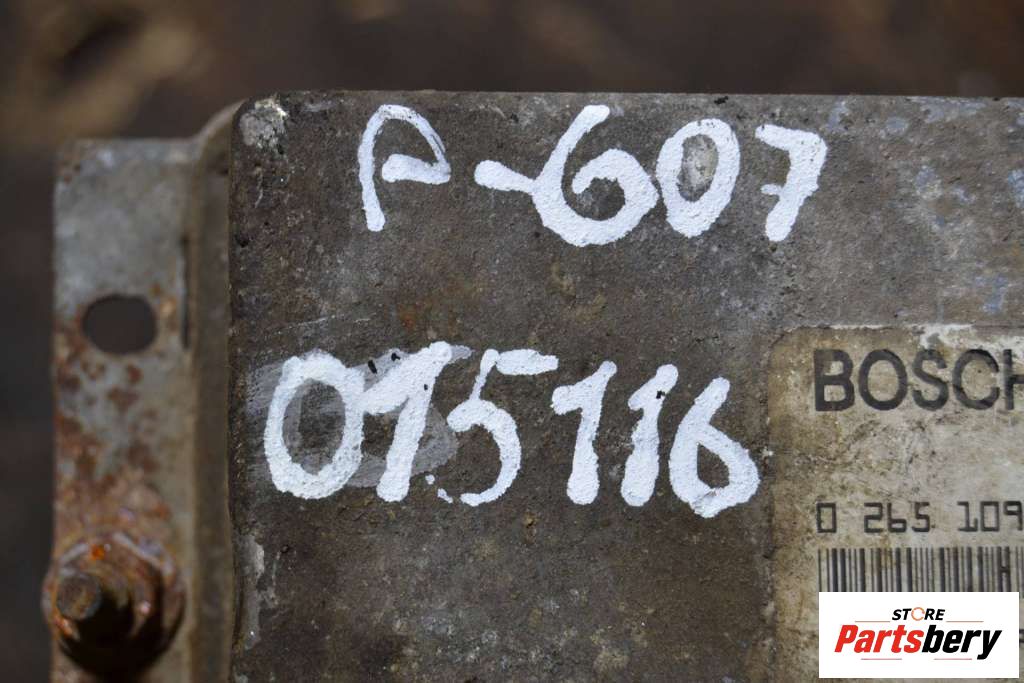 P-607
015116
BOSCH
0 265 109
STORE
Partsbery